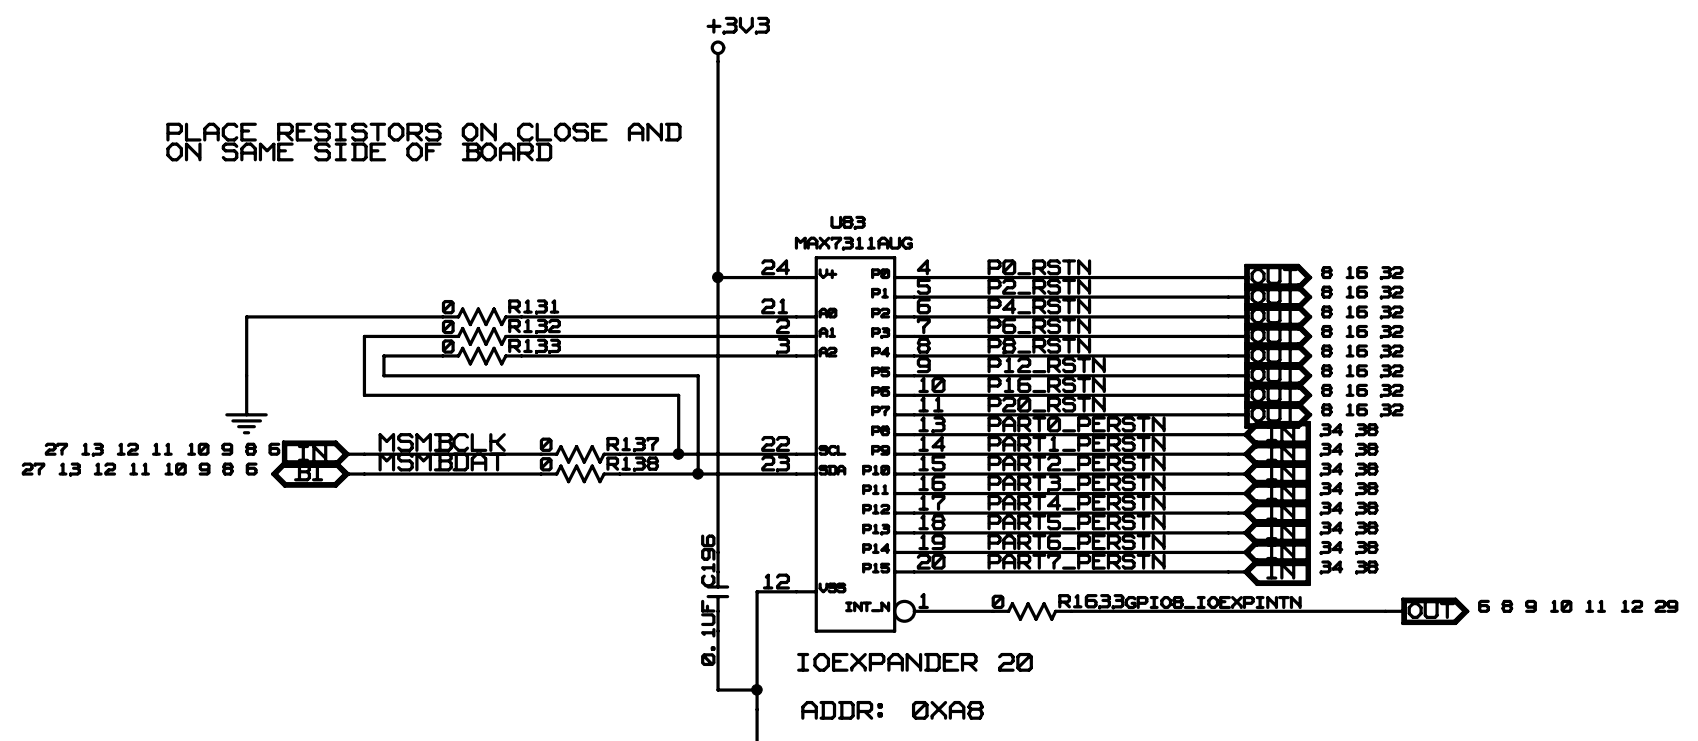 +3V3
PLACE RESISTORS ON CLOSE AND
ON SAME SIDE OF BOARD
U83
MAX7311AUG
24 V+ P0 4 P0_RSTN OUT 8 16 32
P1 5 P2_RSTN OUT 8 16 32
0 R131 21 A0 P2 6 P4_RSTN OUT 8 16 32
0 R132 2 A1 P3 7 P6_RSTN OUT 8 16 32
0 R133 3 A2 P4 8 P8_RSTN OUT 8 16 32
P5 9 P12_RSTN OUT 8 16 32
P6 10 P16_RSTN OUT 8 16 32
P7 11 P20_RSTN OUT 8 16 32
P8 13 PART0_PERSTN IN 34 38
27 13 12 11 10 9 8 6 IN MSMBCLK 0 R137 22 SCL P9 14 PART1_PERSTN IN 34 38
27 13 12 11 10 9 8 6 BI MSMBDAT 0 R138 23 SDA P10 15 PART2_PERSTN IN 34 38
P11 16 PART3_PERSTN IN 34 38
P12 17 PART4_PERSTN IN 34 38
P13 18 PART5_PERSTN IN 34 38
P14 19 PART6_PERSTN IN 34 38
P15 20 PART7_PERSTN IN 34 38
C196
0.1UF
12 VSS
INT_N 1 0 R1633 GPIO8_IOEXPINTN OUT 6 8 9 10 11 12 29
IOEXPANDER 20
ADDR: 0XA8